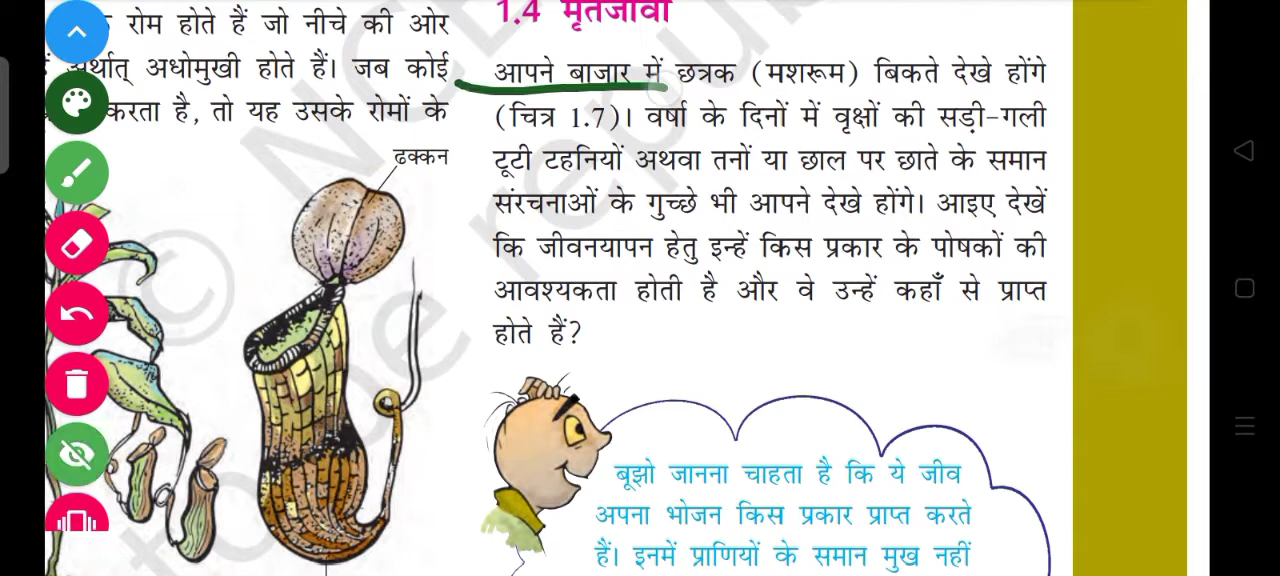 रोम होते हैं जो नीचे की ओर
अर्थात् अधोमुखी होते हैं। जब कोई
करता है, तो यह उसके रोमों के
ढक्कन
1.4 मृतजीवी
आपने बाजार में छत्रक (मशरूम) बिकते देखे होंगे
(चित्र 1.7)। वर्षा के दिनों में वृक्षों की सड़ी-गली
टूटी टहनियों अथवा तनों या छाल पर छाते के समान
संरचनाओं के गुच्छे भी आपने देखे होंगे। आइए देखें
कि जीवनयापन हेतु इन्हें किस प्रकार के पोषकों की
आवश्यकता होती है और वे उन्हें कहाँ से प्राप्त
होते हैं?
बूझो जानना चाहता है कि ये जीव
अपना भोजन किस प्रकार प्राप्त करते
हैं। इनमें प्राणियों के समान मुख नहीं